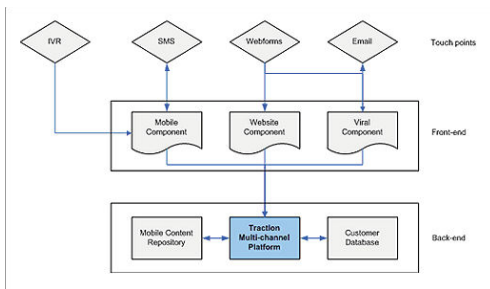 IVR
SMS
Webforms
Email
Touch points
Mobile
Component
Website
Component
Viral
Component
Front-end
Mobile Content
Repository
Traction
Multi-channel
Platform
Customer
Database
Back-end